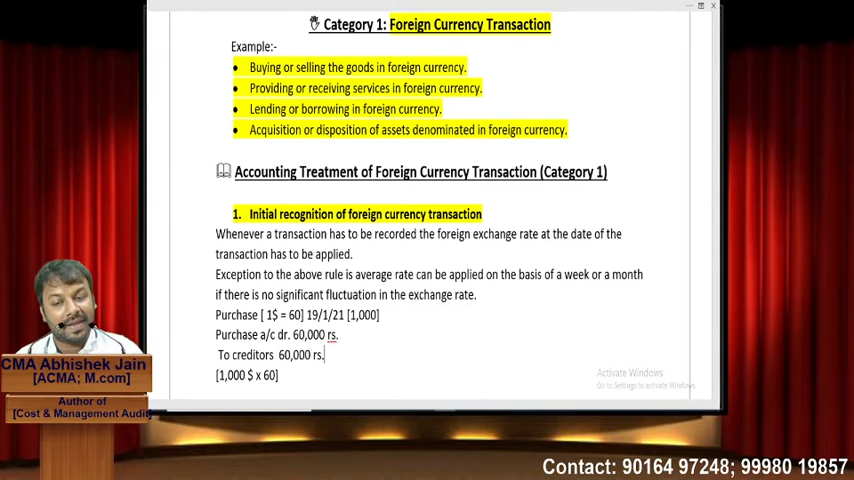 Category 1: Foreign Currency Transaction
Example:-
• Buying or selling the goods in foreign currency.
• Providing or receiving services in foreign currency.
• Lending or borrowing in foreign currency.
• Acquisition or disposition of assets denominated in foreign currency.
Accounting Treatment of Foreign Currency Transaction (Category 1)
1. Initial recognition of foreign currency transaction
Whenever a transaction has to be recorded the foreign exchange rate at the date of the
transaction has to be applied.
Exception to the above rule is average rate can be applied on the basis of a week or a month
if there is no significant fluctuation in the exchange rate.
Purchase [ 1$ = 60] 19/1/21 [1,000]
Purchase a/c dr. 60,000 rs.
To creditors 60,000 rs.
[1,000 $ x 60]
Activate Windows
Go to Settings to activate Windows.
CMA Abhishek Jain
[ACMA; M.com]
Author of
[Cost & Management Audit]
Contact: 90164 97248; 99980 19857